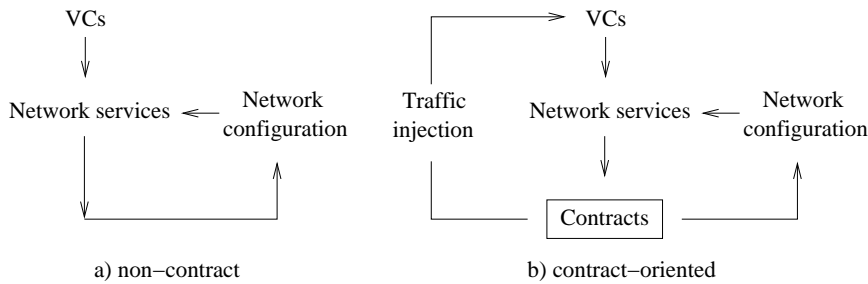 VCs
Network services
Network
configuration
a) non−contract
VCs
Traffic
injection
Network services
Network
configuration
Contracts
b) contract−oriented